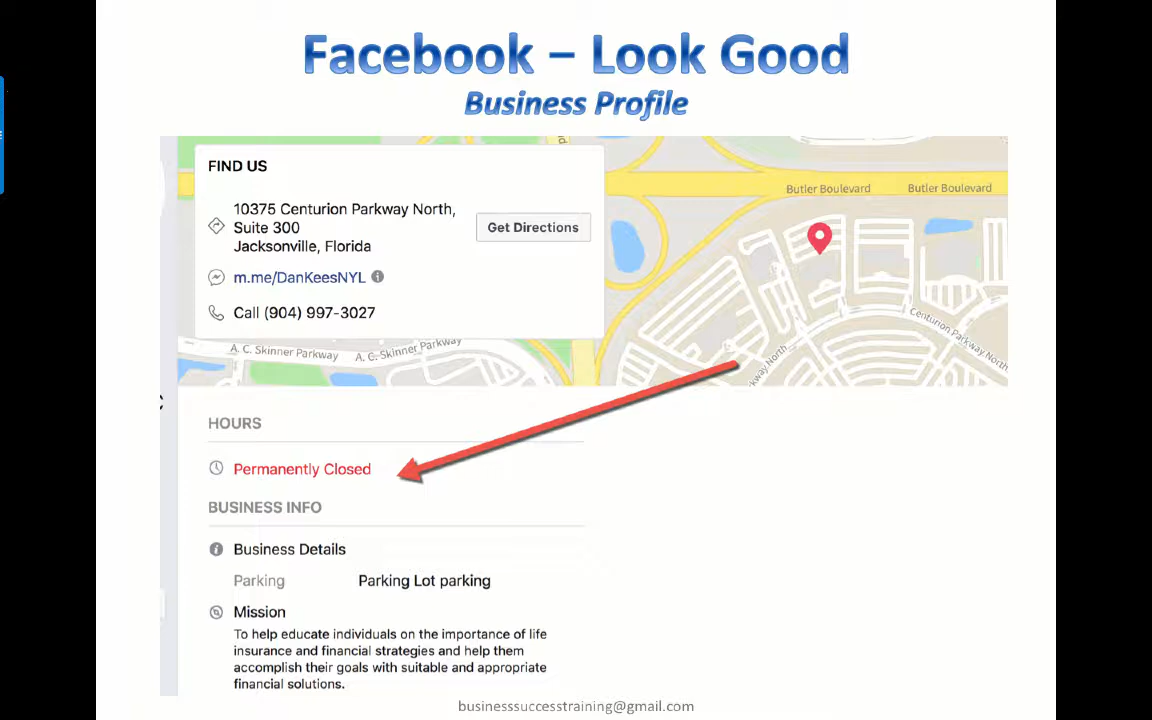 Facebook – Look Good
Business Profile
FIND US
10375 Centurion Parkway North,
Suite 300
Jacksonville, Florida
Get Directions
m.me/DanKeesNYL
Call (904) 997-3027
Butler Boulevard
Butler Boulevard
A. C. Skinner Parkway
A. C. Skinner Parkway
Centurion Parkway North
kway North
HOURS
Permanently Closed
BUSINESS INFO
Business Details
Parking Parking Lot parking
Mission
To help educate individuals on the importance of life
insurance and financial strategies and help them
accomplish their goals with suitable and appropriate
financial solutions.
businesssuccesstraining@gmail.com